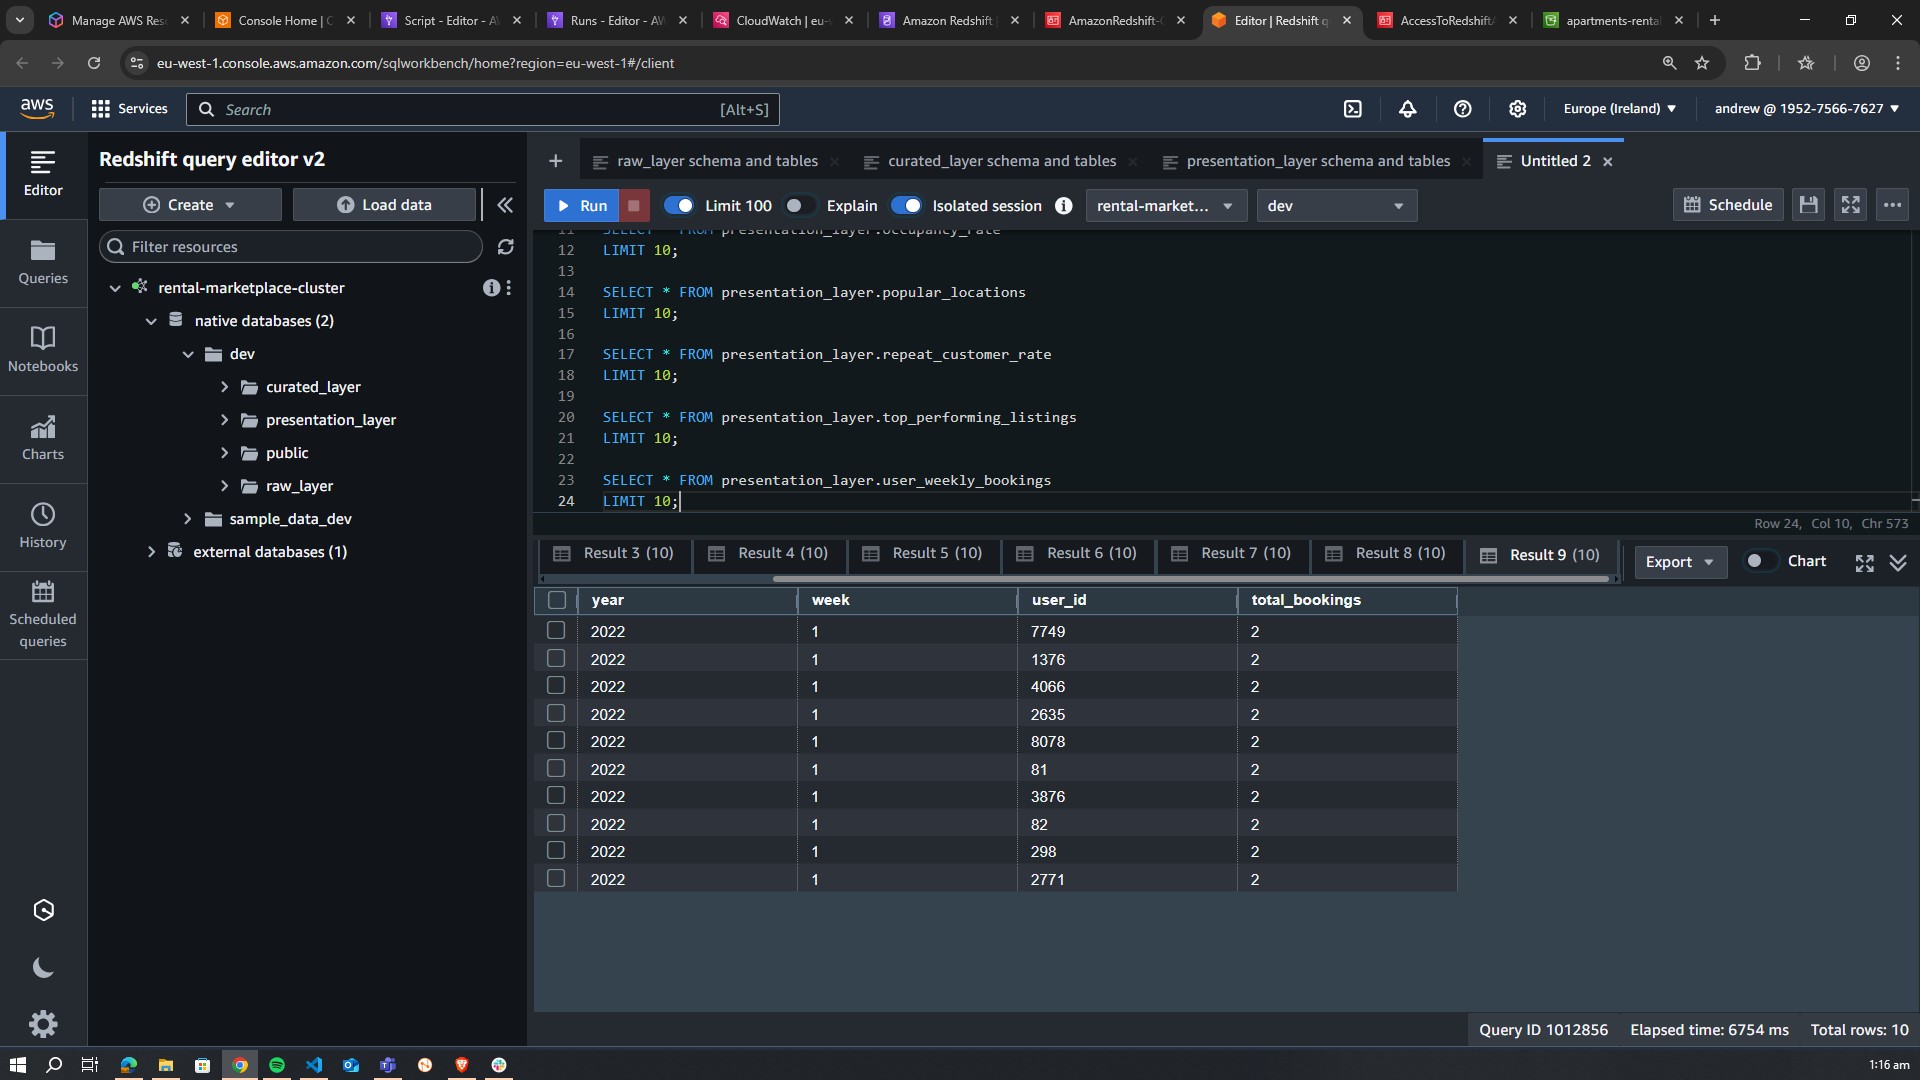 Manage AWS Res
Console Home | C
Script - Editor - AW
Runs - Editor - AW
CloudWatch | eu-
Amazon Redshift
AmazonRedshift-C
Editor | Redshift q
AccessToRedshift
apartments-renta
eu-west-1.console.aws.amazon.com/sqlworkbench/home?region=eu-west-1#/client
aws
Services
Search
[Alt+S]
Europe (Ireland)
andrew @ 1952-7566-7627
Editor
Queries
Notebooks
Charts
History
Scheduled
queries
Redshift query editor v2
Create
Load data
Filter resources
rental-marketplace-cluster
native databases (2)
dev
curated_layer
presentation_layer
public
raw_layer
sample_data_dev
external databases (1)
raw_layer schema and tables
curated_layer schema and tables
presentation_layer schema and tables
Untitled 2
Run
Limit 100
Explain
Isolated session
rental-market...
dev
Schedule
11 SELECT * FROM presentation_layer.occupancy_rate
12 LIMIT 10;
13
14 SELECT * FROM presentation_layer.popular_locations
15 LIMIT 10;
16
17 SELECT * FROM presentation_layer.repeat_customer_rate
18 LIMIT 10;
19
20 SELECT * FROM presentation_layer.top_performing_listings
21 LIMIT 10;
22
23 SELECT * FROM presentation_layer.user_weekly_bookings
24 LIMIT 10;
Row 24, Col 10, Chr 573
Result 3 (10)
Result 4 (10)
Result 5 (10)
Result 6 (10)
Result 7 (10)
Result 8 (10)
Result 9 (10)
Export
Chart
year week user_id total_bookings
2022 1 7749 2
2022 1 1376 2
2022 1 4066 2
2022 1 2635 2
2022 1 8078 2
2022 1 81 2
2022 1 3876 2
2022 1 82 2
2022 1 298 2
2022 1 2771 2
Query ID 1012856 Elapsed time: 6754 ms Total rows: 10
1:16 am